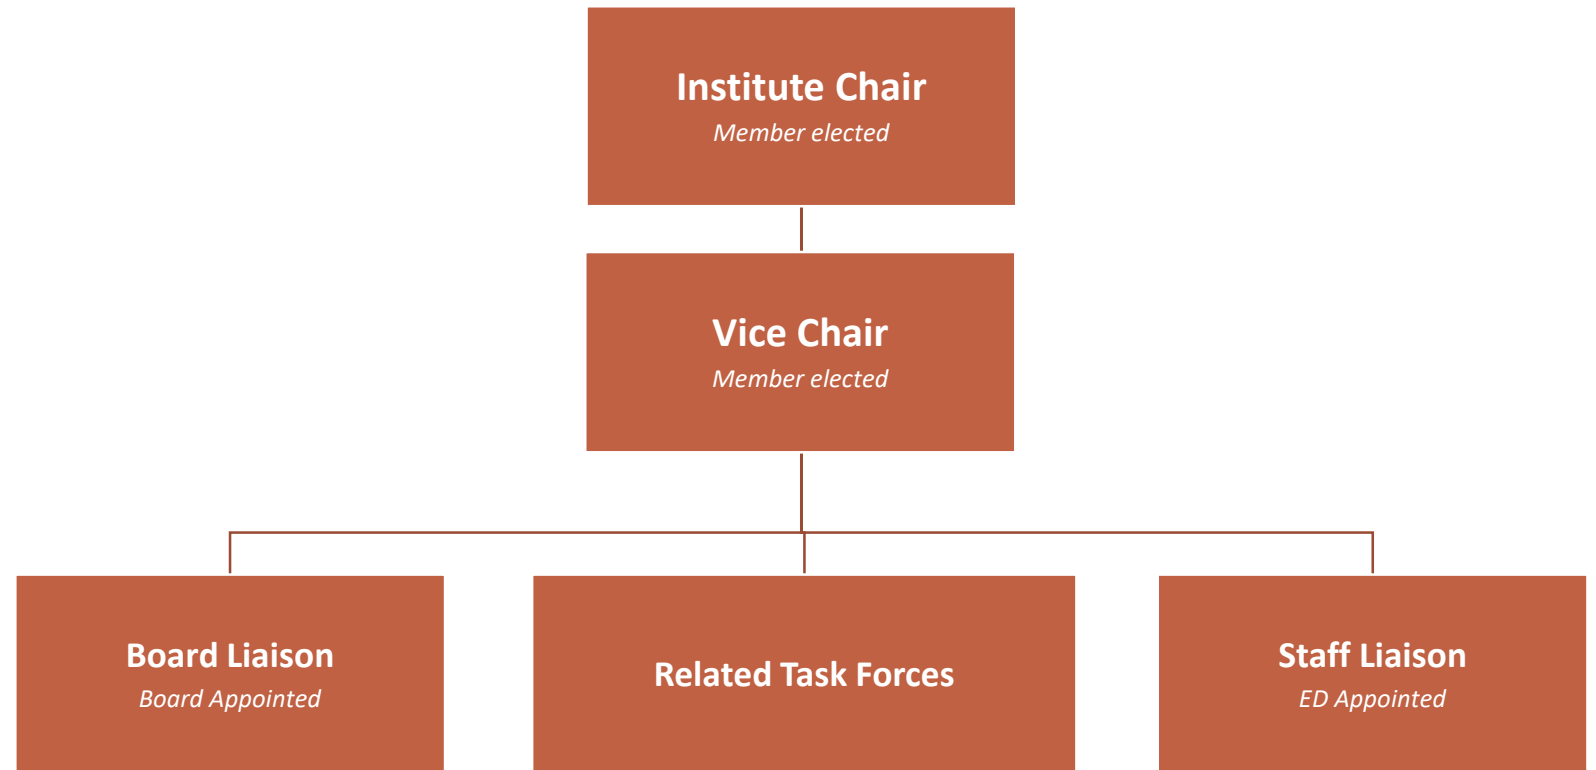 Institute Chair
Member elected
Vice Chair
Member elected
Board Liaison
Board Appointed
Related Task Forces
Staff Liaison
ED Appointed